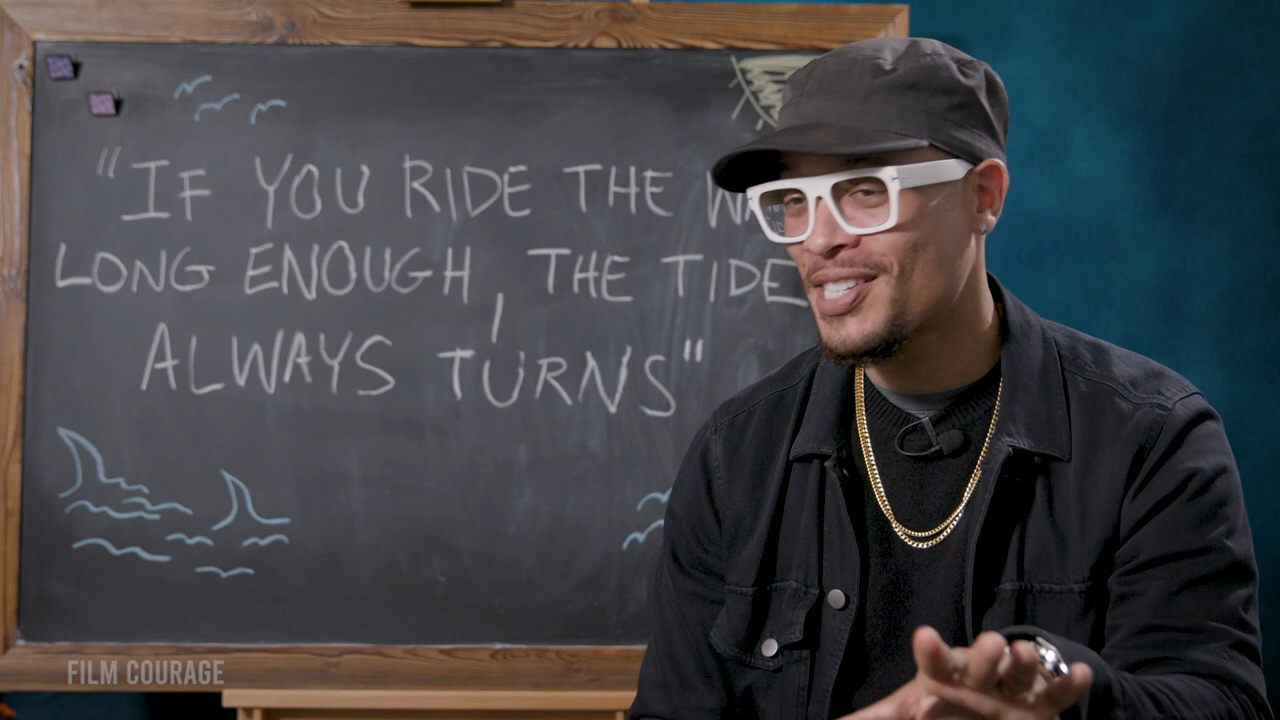 "IF YOU RIDE THE
LONG ENOUGH, THE TIDE
ALWAYS TURNS"
FILM COURAGE